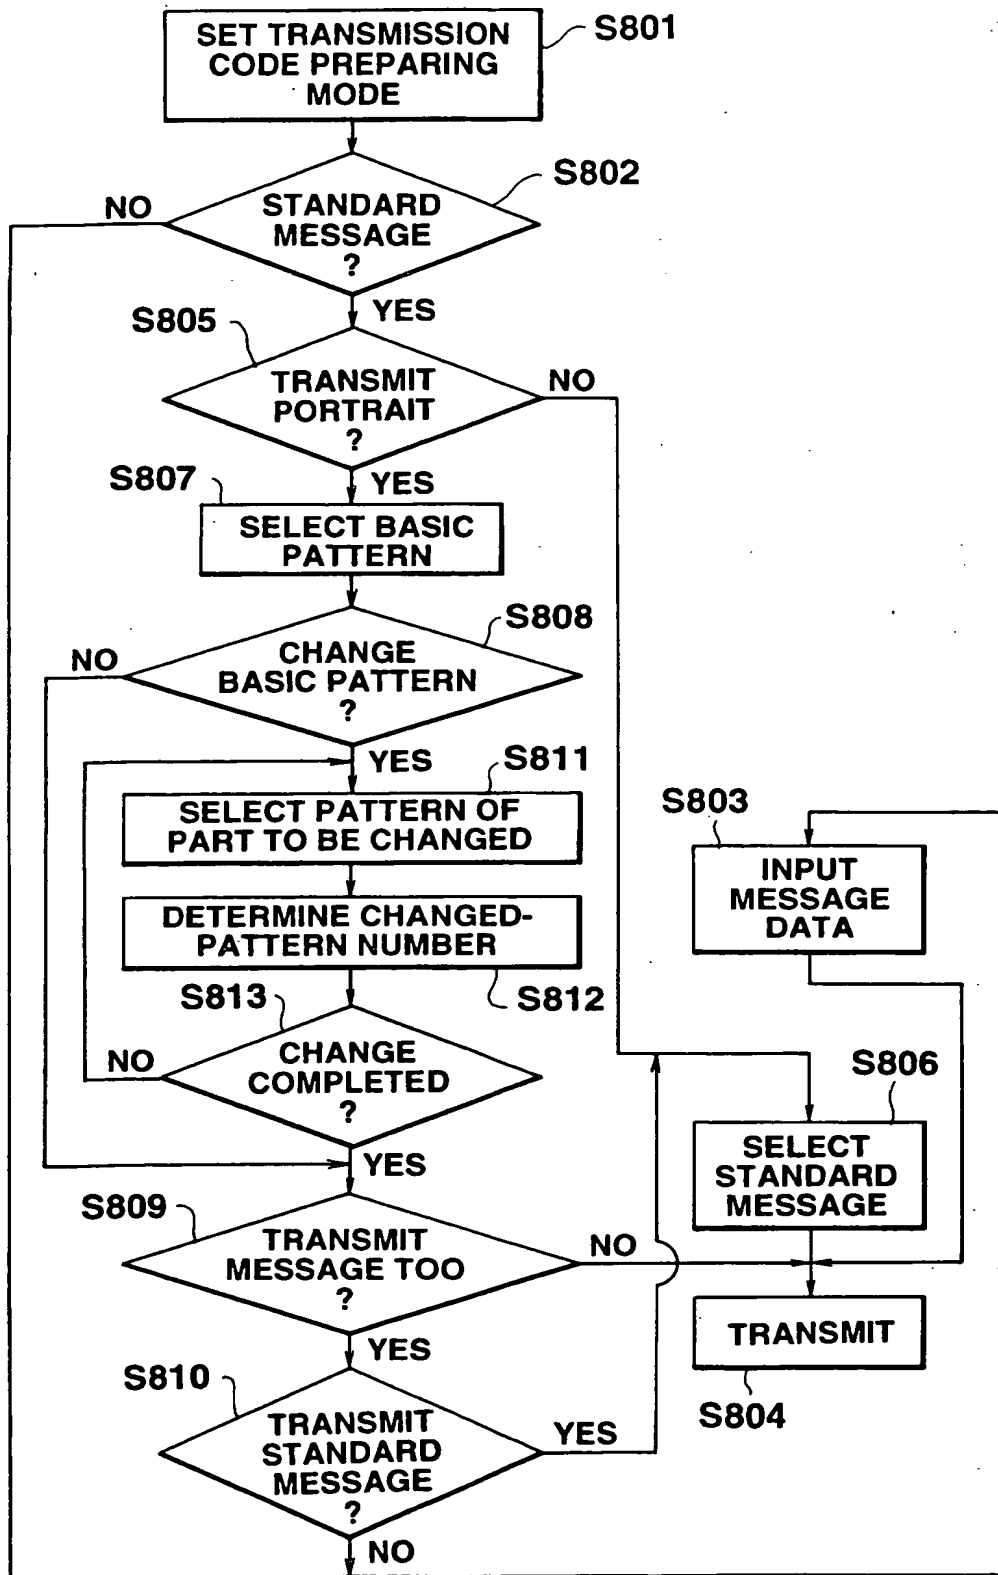 SET TRANSMISSION
CODE PREPARING
MODE
S801
STANDARD
MESSAGE
?
S802
NO
YES
S805
TRANSMIT
PORTRAIT
?
NO
YES
S807
SELECT BASIC
PATTERN
S808
CHANGE
BASIC PATTERN
?
NO
YES
S811
SELECT PATTERN OF
PART TO BE CHANGED
DETERMINE CHANGED-
PATTERN NUMBER
S812
S813
CHANGE
COMPLETED
?
NO
YES
S809
TRANSMIT
MESSAGE TOO
?
NO
YES
S810
TRANSMIT
STANDARD
MESSAGE
?
YES
NO
S803
INPUT
MESSAGE
DATA
S806
SELECT
STANDARD
MESSAGE
TRANSMIT
S804